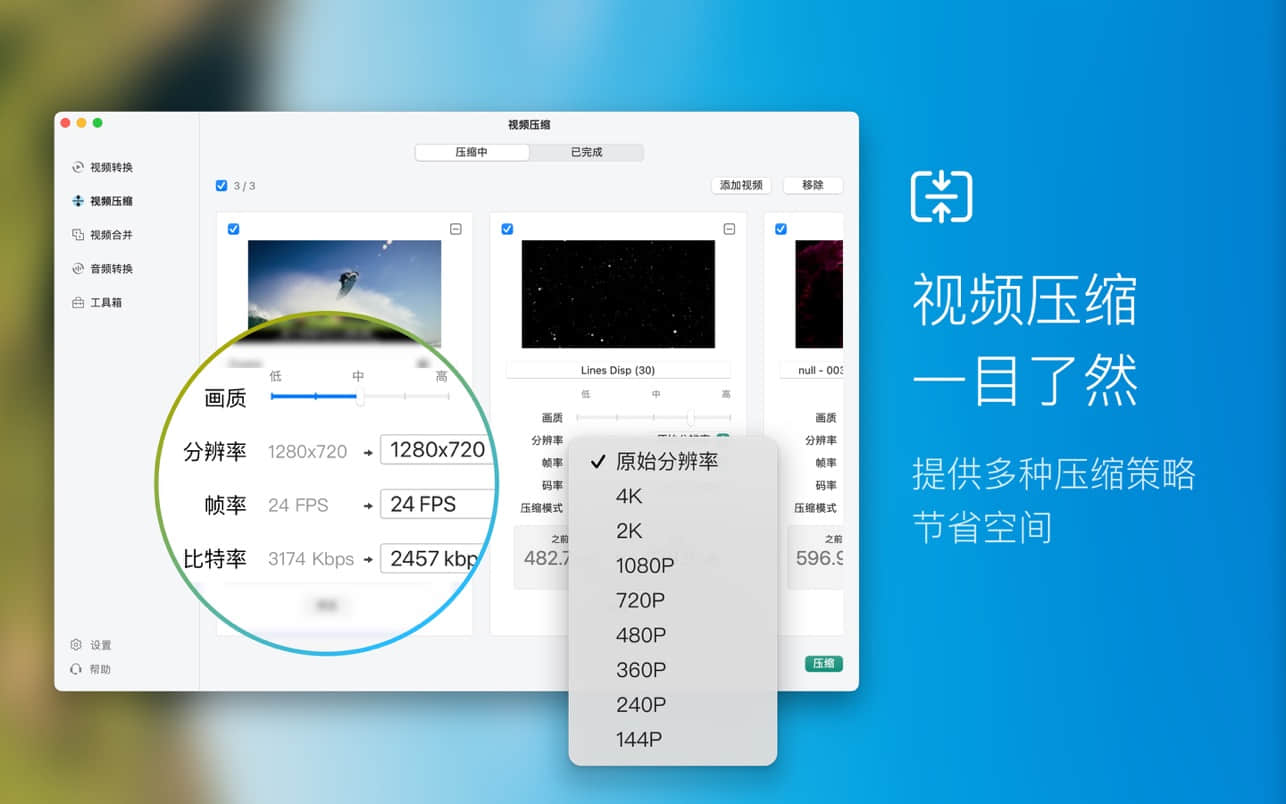 视频压缩
压缩中
已完成
视频转换
视频压缩
视频合并
音频转换
工具箱
设置
帮助
3 / 3
添加视频
移除
低
中
高
画质
分辨率 1280x720 1280x720
帧率 24 FPS 24 FPS
比特率 3174 Kbps 2457 kbp
Lines Disp (30)
低
中
高
画质
分辨率
帧率
码率
压缩模式
之前
482.7
原始分辨率
4K
2K
1080P
720P
480P
360P
240P
144P
null - 003
画质
分辨率
帧率
码率
压缩模式
之前
596.9
压缩
视频压缩
一目了然
提供多种压缩策略
节省空间